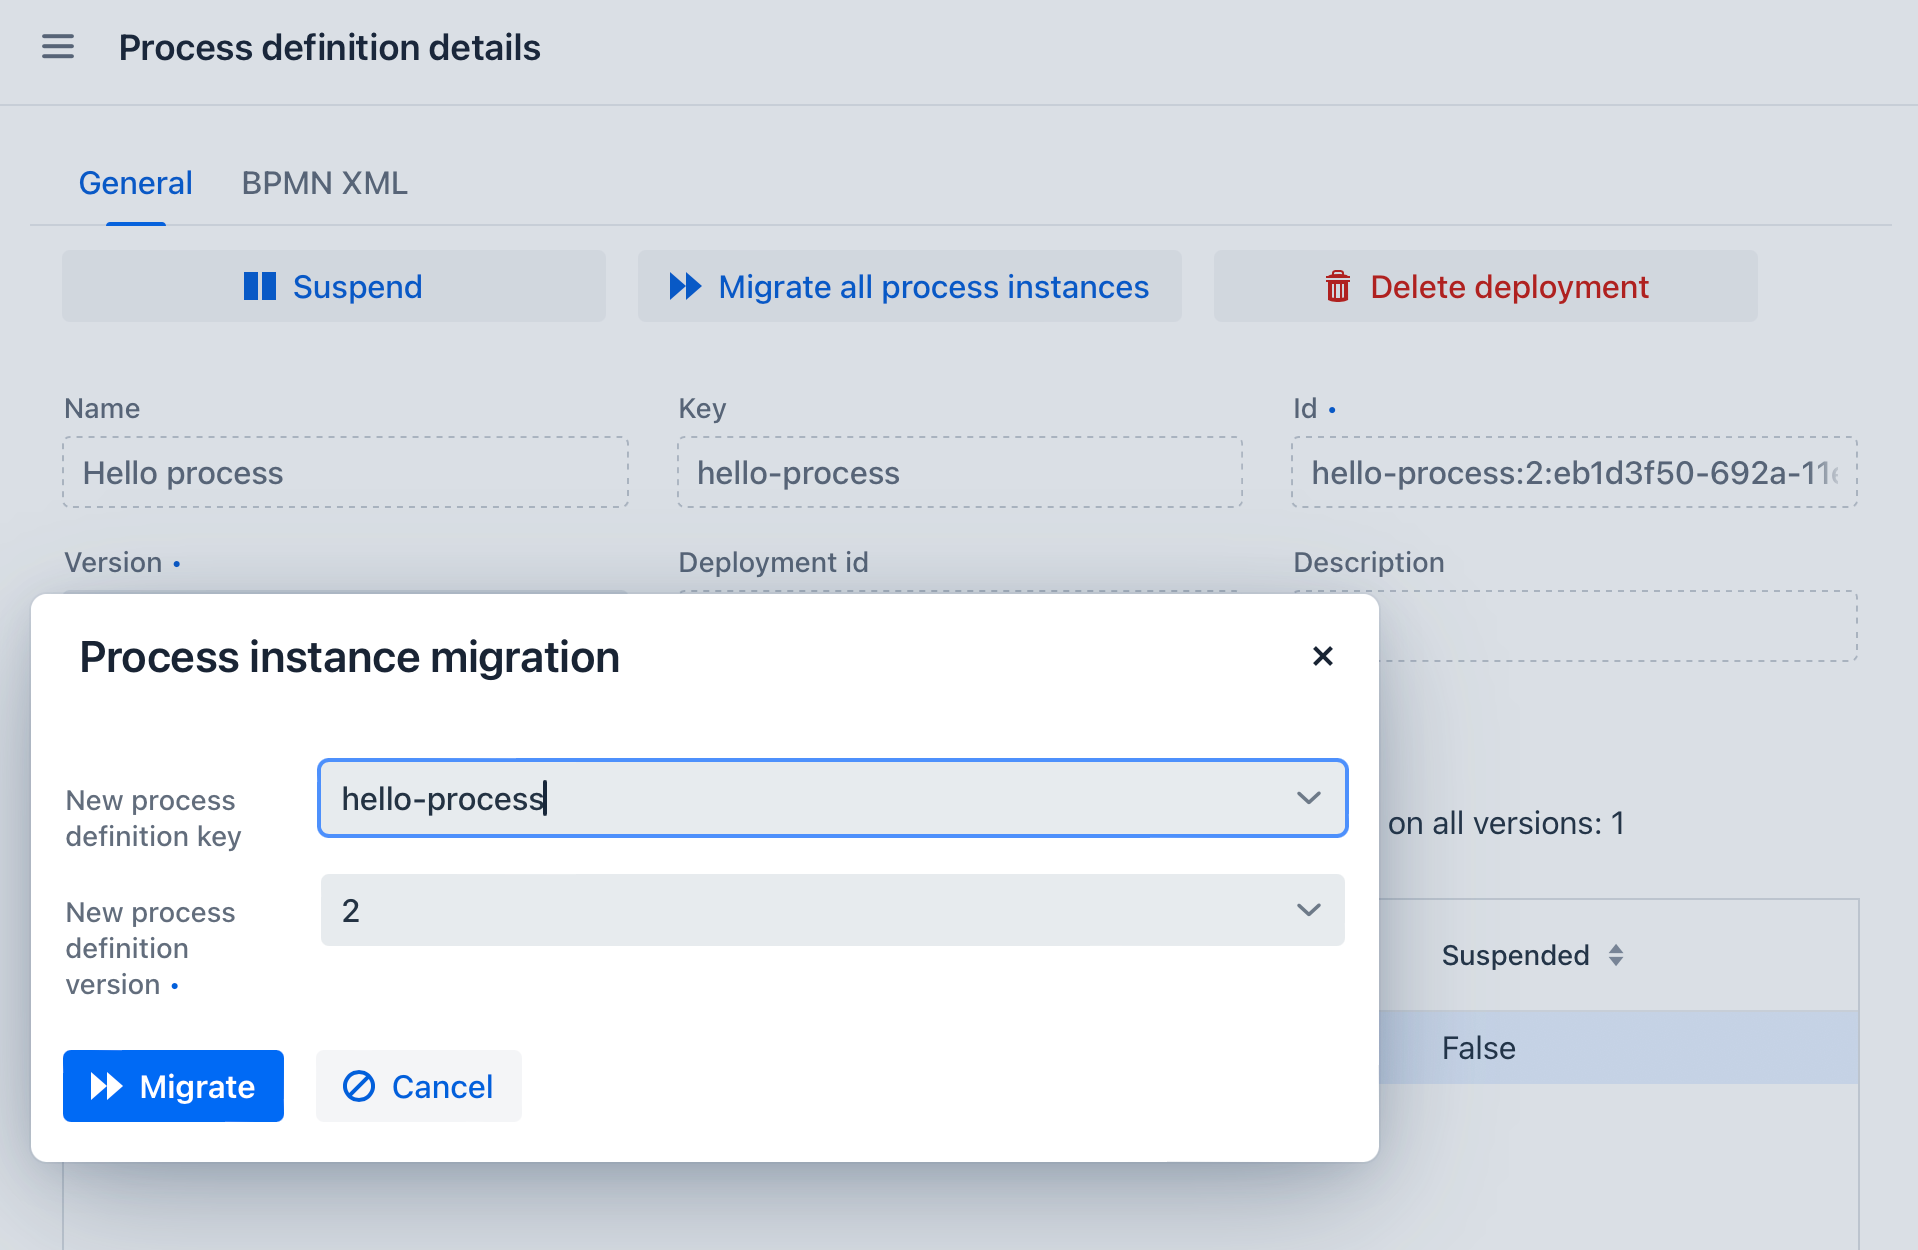 Process definition details
General BPMN XML
Suspend Migrate all process instances Delete deployment
Name Key Id •
Hello process hello-process hello-process:2:eb1d3f50-692a-11
Version • Deployment id Description
Process instance migration
New process
definition key
hello-process
on all versions: 1
New process
definition
version •
2
Suspended
False
Migrate Cancel